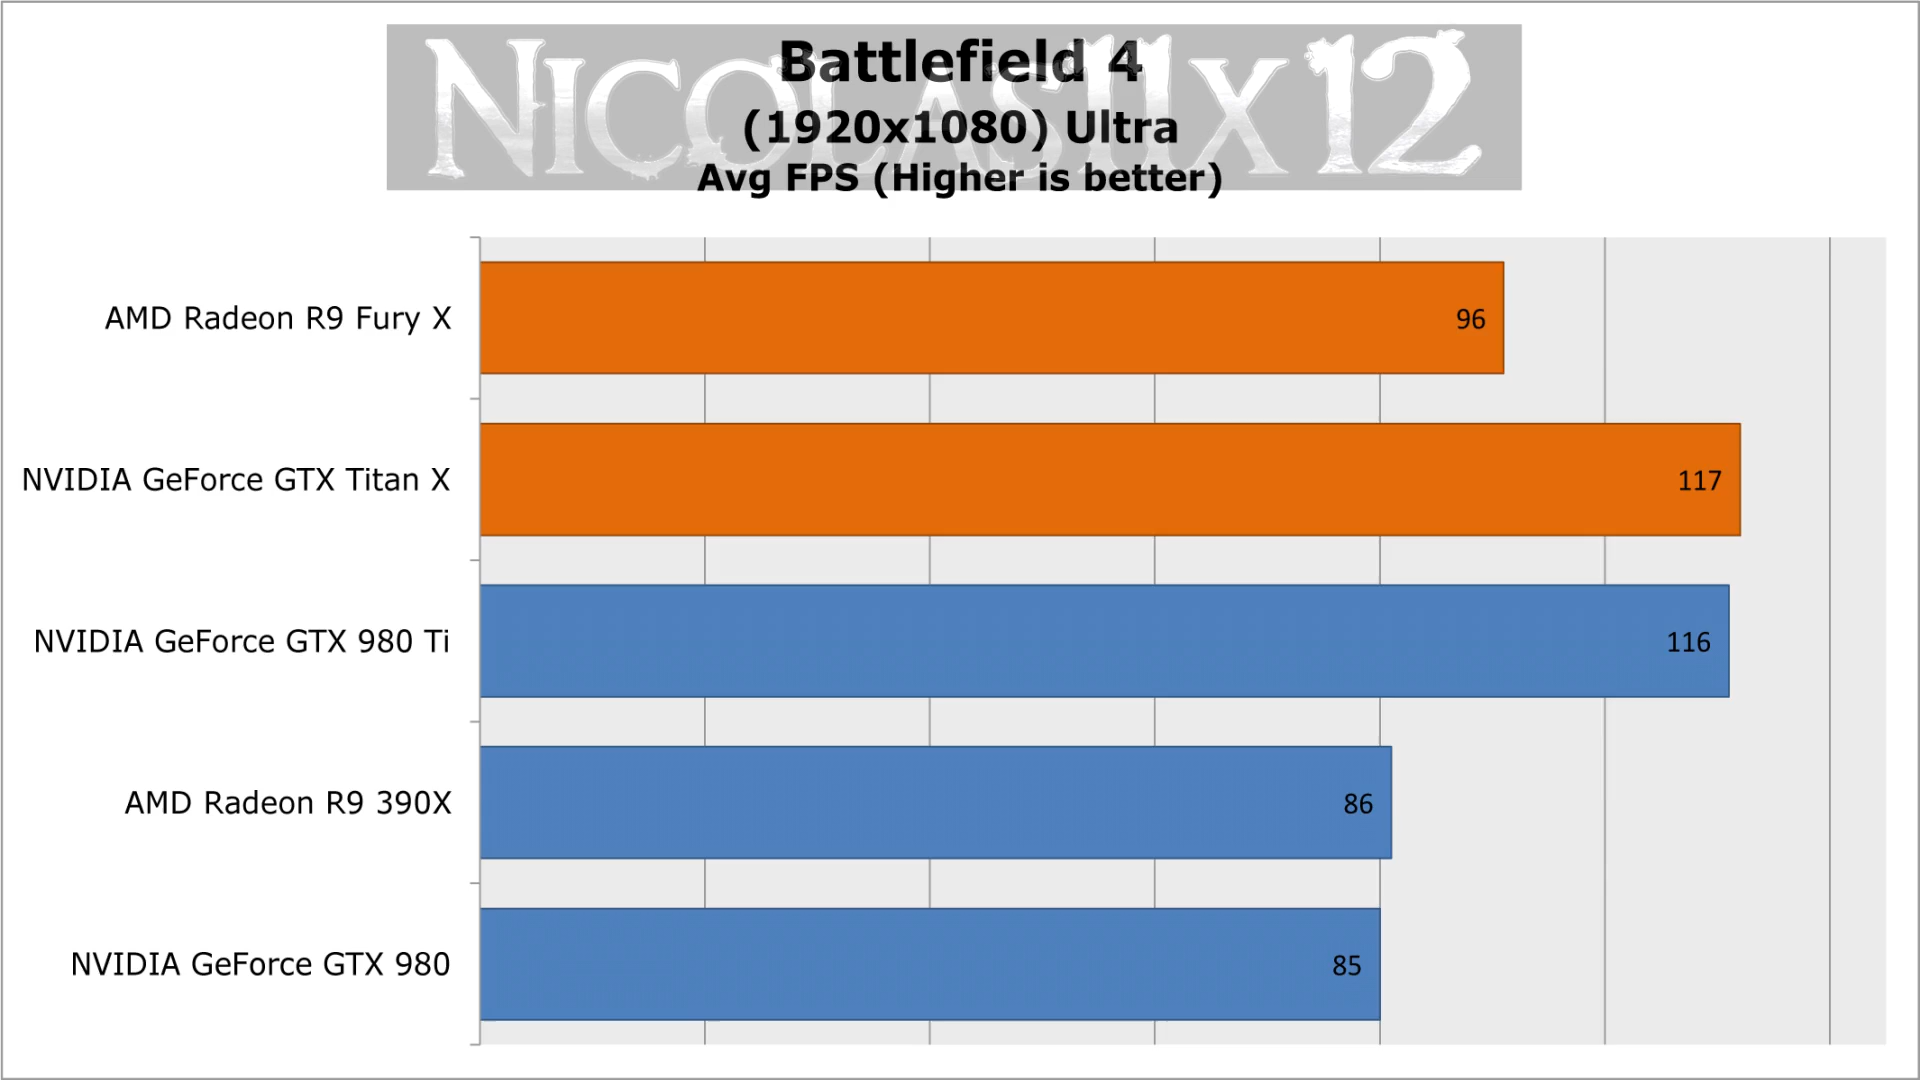 Nicolas11x12
Battlefield 4
(1920x1080) Ultra
Avg FPS (Higher is better)
AMD Radeon R9 Fury X
96
NVIDIA GeForce GTX Titan X
117
NVIDIA GeForce GTX 980 Ti
116
AMD Radeon R9 390X
86
NVIDIA GeForce GTX 980
85